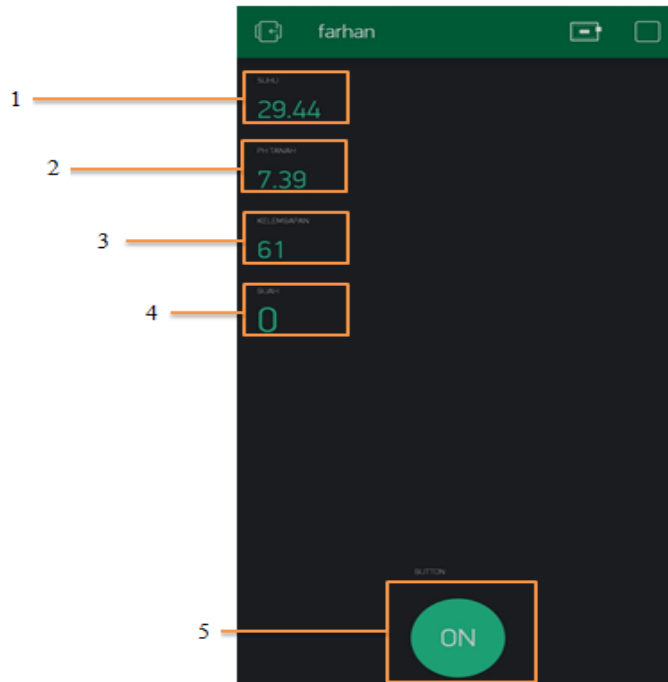 farhan
1
SUHU
29.44
2
PH TANAH
7.39
3
KELEMBAPAN
61
4
BUAH
0
BUTTON
5
ON